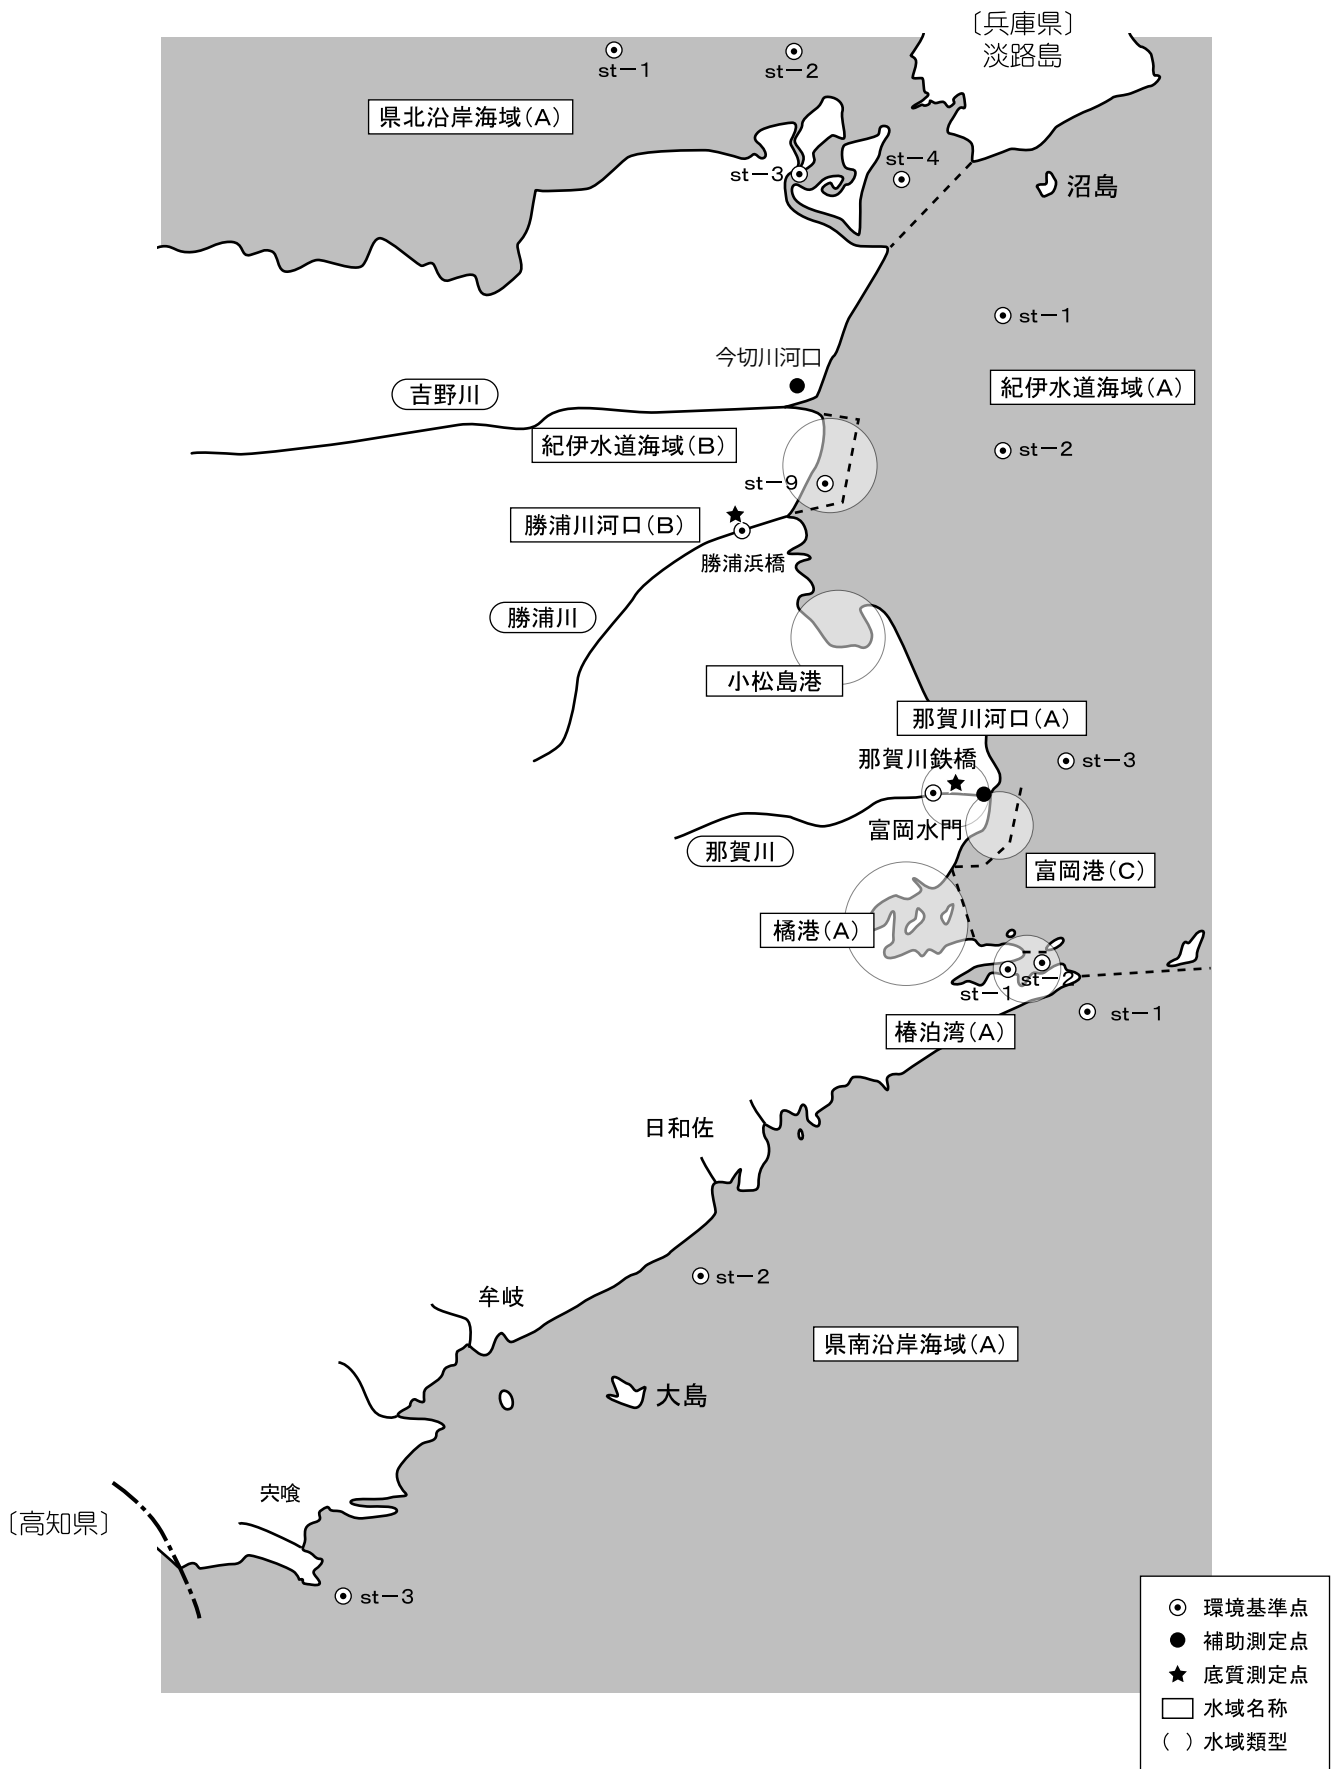 〔兵庫県〕
淡路島
st－1
st－2
県北沿岸海域(A)
st－3
st－4
沼島
st－1
今切川河口
吉野川
紀伊水道海域(A)
紀伊水道海域(B)
st－2
st－9
勝浦川河口(B)
勝浦浜橋
勝浦川
小松島港
那賀川河口(A)
那賀川鉄橋
st－3
富岡水門
那賀川
富岡港(C)
橘港(A)
st－2
st－1
st－1
椿泊湾(A)
日和佐
st－2
牟岐
県南沿岸海域(A)
大島
宍喰
〔高知県〕
st－3
環境基準点
補助測定点
底質測定点
水域名称
( ) 水域類型